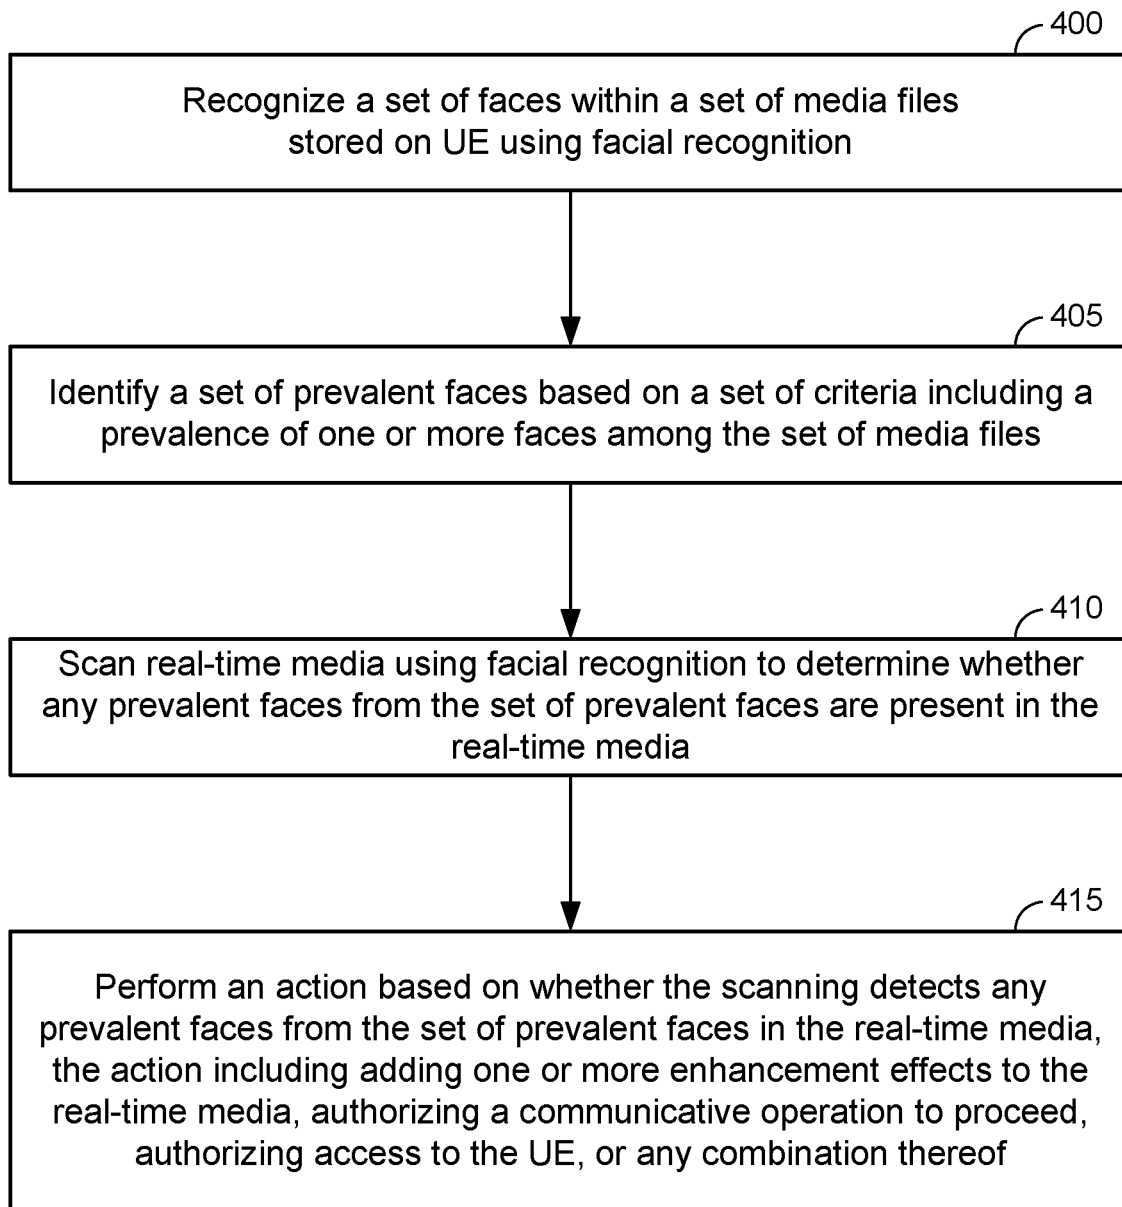 400
Recognize a set of faces within a set of media files
stored on UE using facial recognition
405
Identify a set of prevalent faces based on a set of criteria including a
prevalence of one or more faces among the set of media files
410
Scan real-time media using facial recognition to determine whether
any prevalent faces from the set of prevalent faces are present in the
real-time media
415
Perform an action based on whether the scanning detects any
prevalent faces from the set of prevalent faces in the real-time media,
the action including adding one or more enhancement effects to the
real-time media, authorizing a communicative operation to proceed,
authorizing access to the UE, or any combination thereof